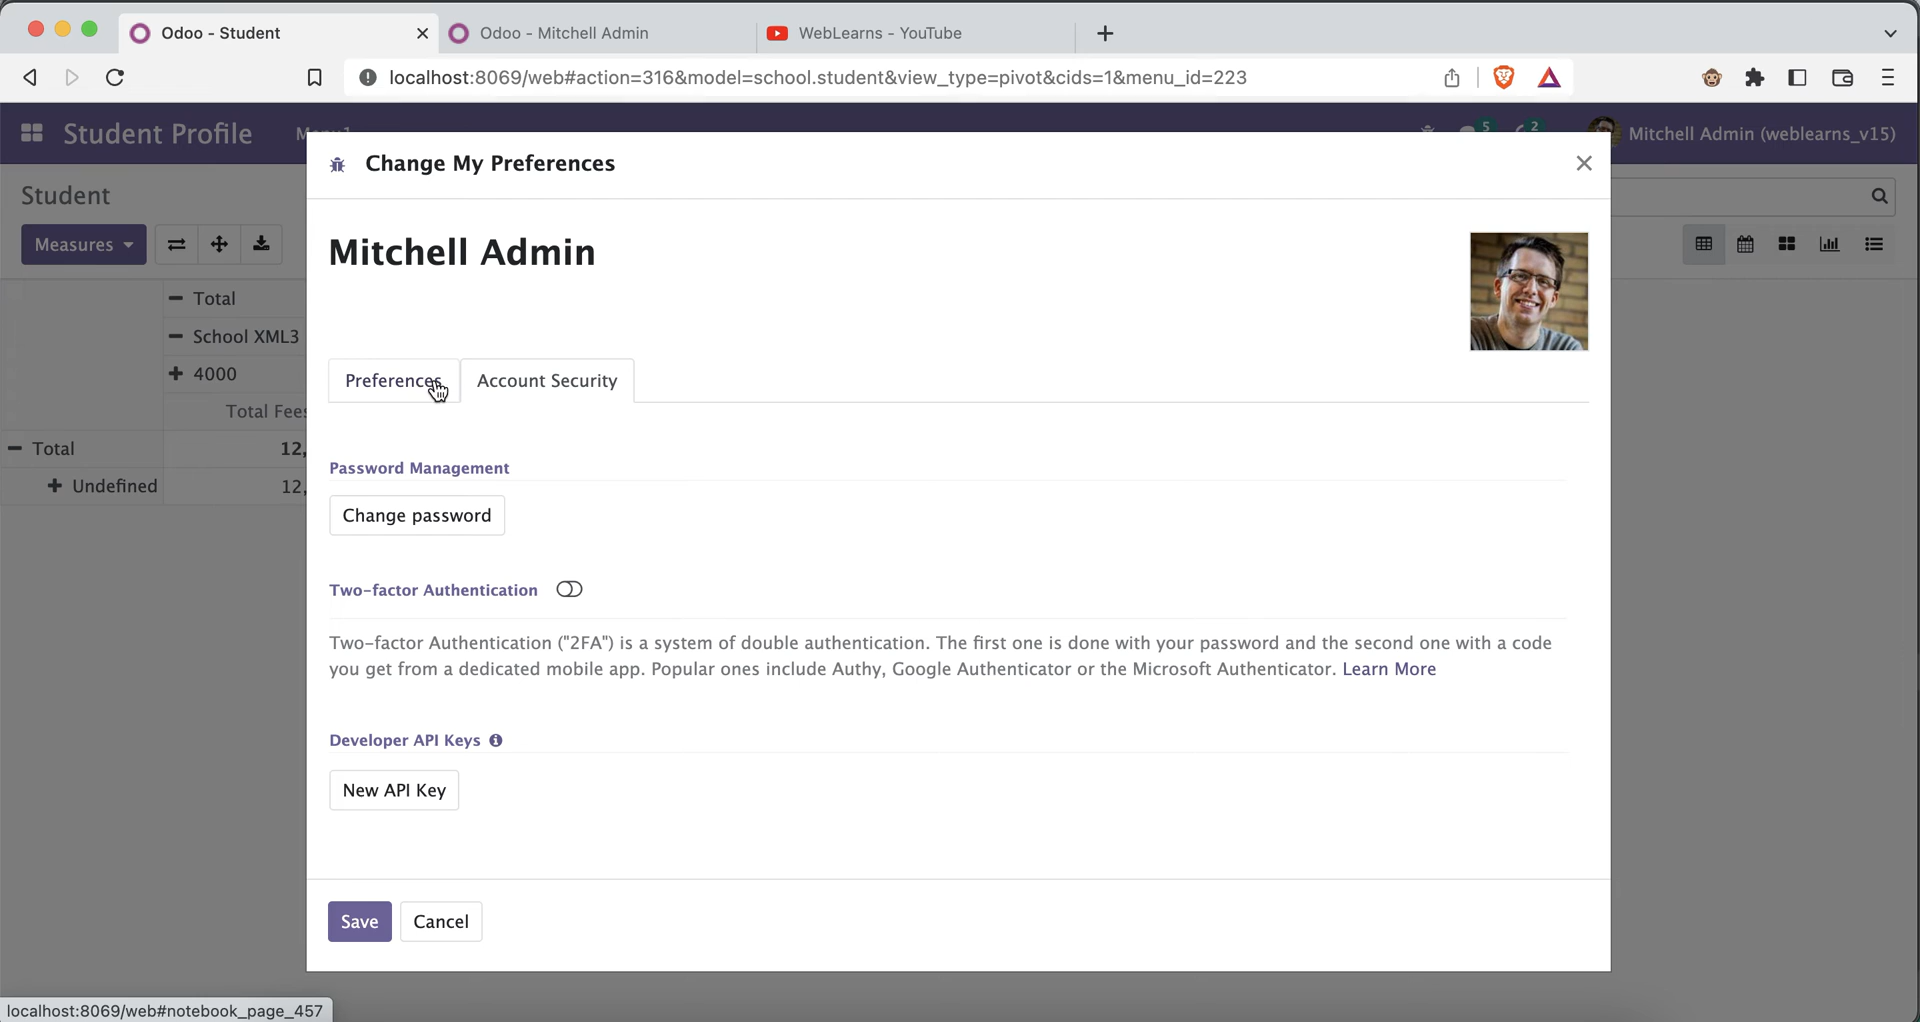 Odoo - Student
Odoo - Mitchell Admin
WebLearns - YouTube
localhost:8069/web#action=316&model=school.student&view_type=pivot&cids=1&menu_id=223
Student Profile
5
2
Mitchell Admin (weblearns_v15)
Change My Preferences
Student
Measures
Mitchell Admin
Total
School XML3
4000
Total Fees
Total 12,
Undefined 12,
Preferences
Account Security
Password Management
Change password
Two-factor Authentication
Two-factor Authentication ("2FA") is a system of double authentication. The first one is done with your password and the second one with a code
you get from a dedicated mobile app. Popular ones include Authy, Google Authenticator or the Microsoft Authenticator. Learn More
Developer API Keys
New API Key
Save
Cancel
localhost:8069/web#notebook_page_457